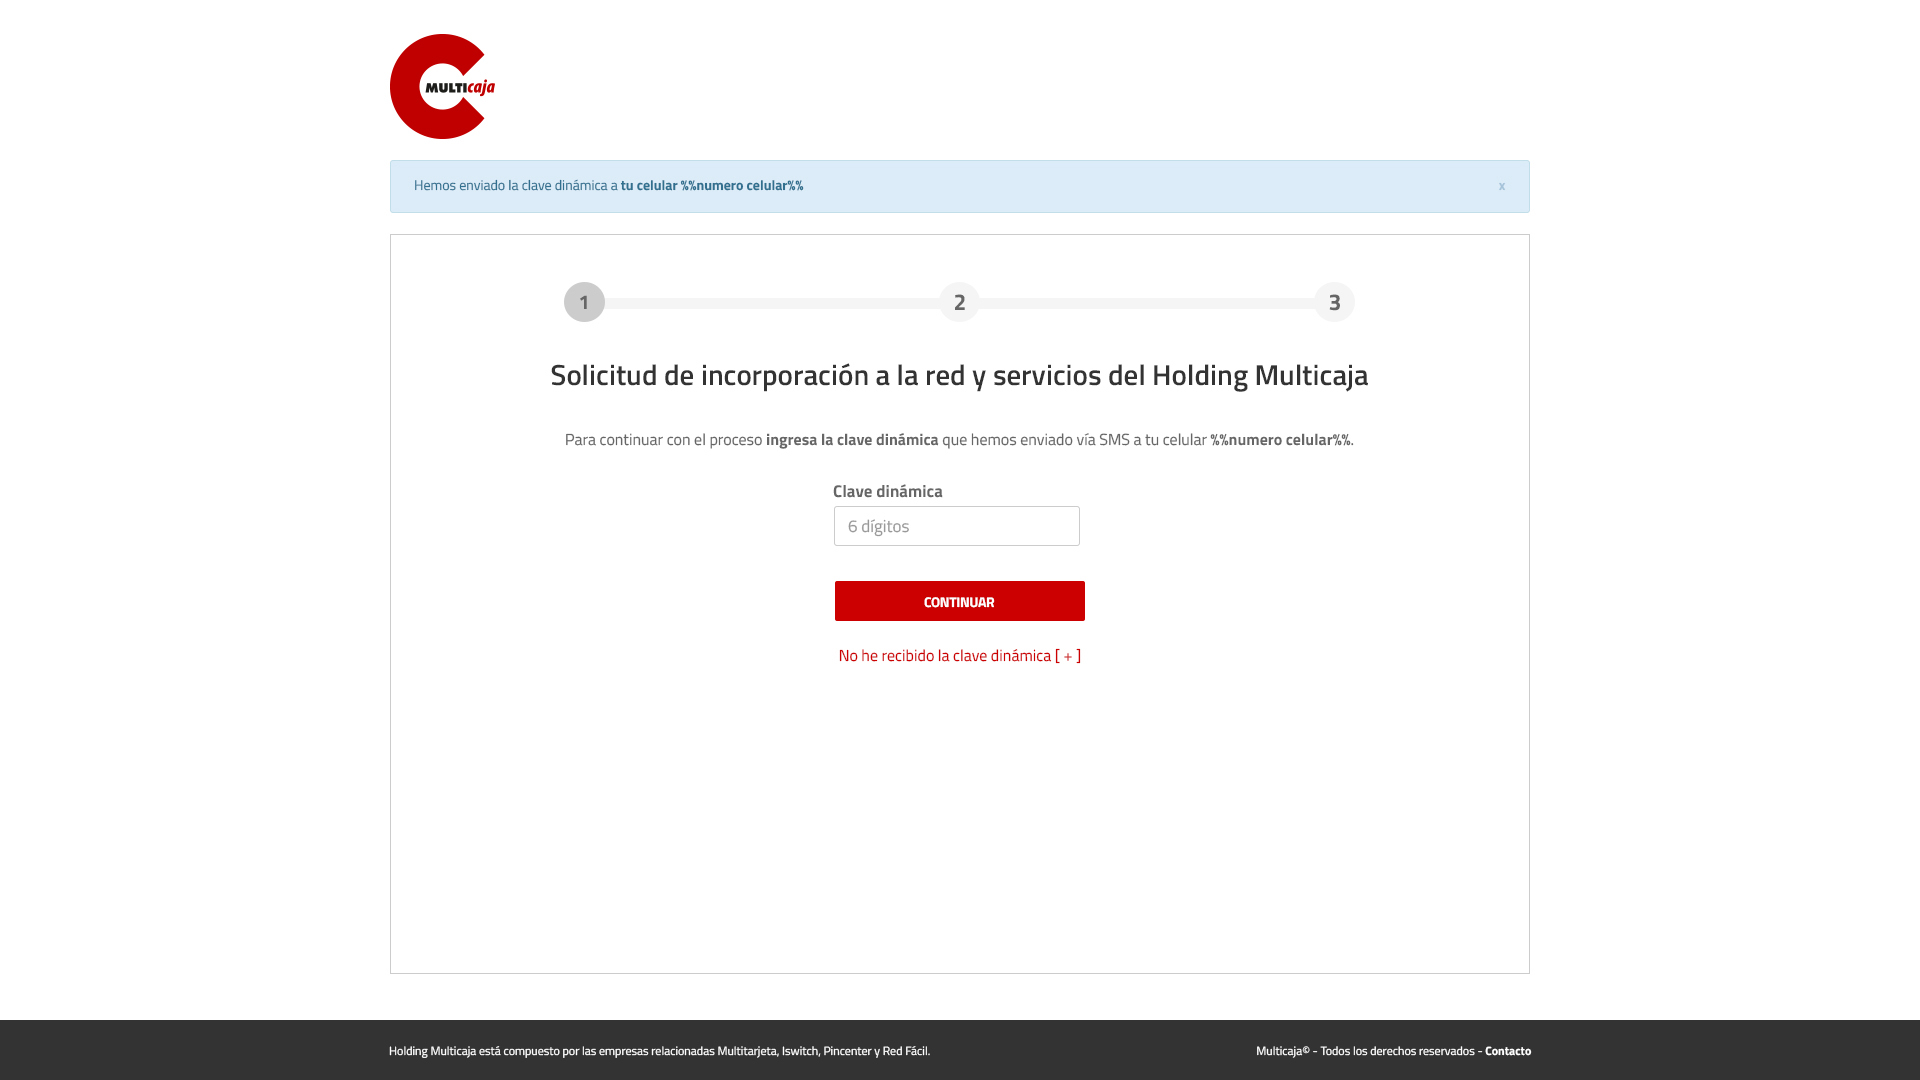 MULTIcaja
Hemos enviado la clave dinámica a tu celular %%numero celular%%
x
1
2
3
Solicitud de incorporación a la red y servicios del Holding Multicaja
Para continuar con el proceso ingresa la clave dinámica que hemos enviado vía SMS a tu celular %%numero celular%%.
Clave dinámica
6 dígitos
CONTINUAR
No he recibido la clave dinámica [ + ]
Holding Multicaja está compuesto por las empresas relacionadas Multitarjeta, Iswitch, Pincenter y Red Fácil.
Multicaja© - Todos los derechos reservados - Contacto